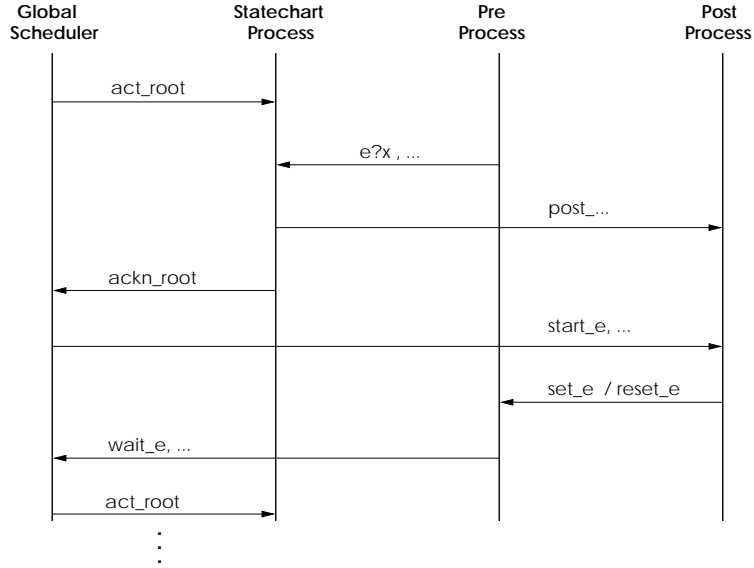 Global Scheduler
Statechart Process
Pre Process
Post Process
act_root
e?x , ...
post_...
ackn_root
start_e, ...
set_e / reset_e
wait_e, ...
act_root